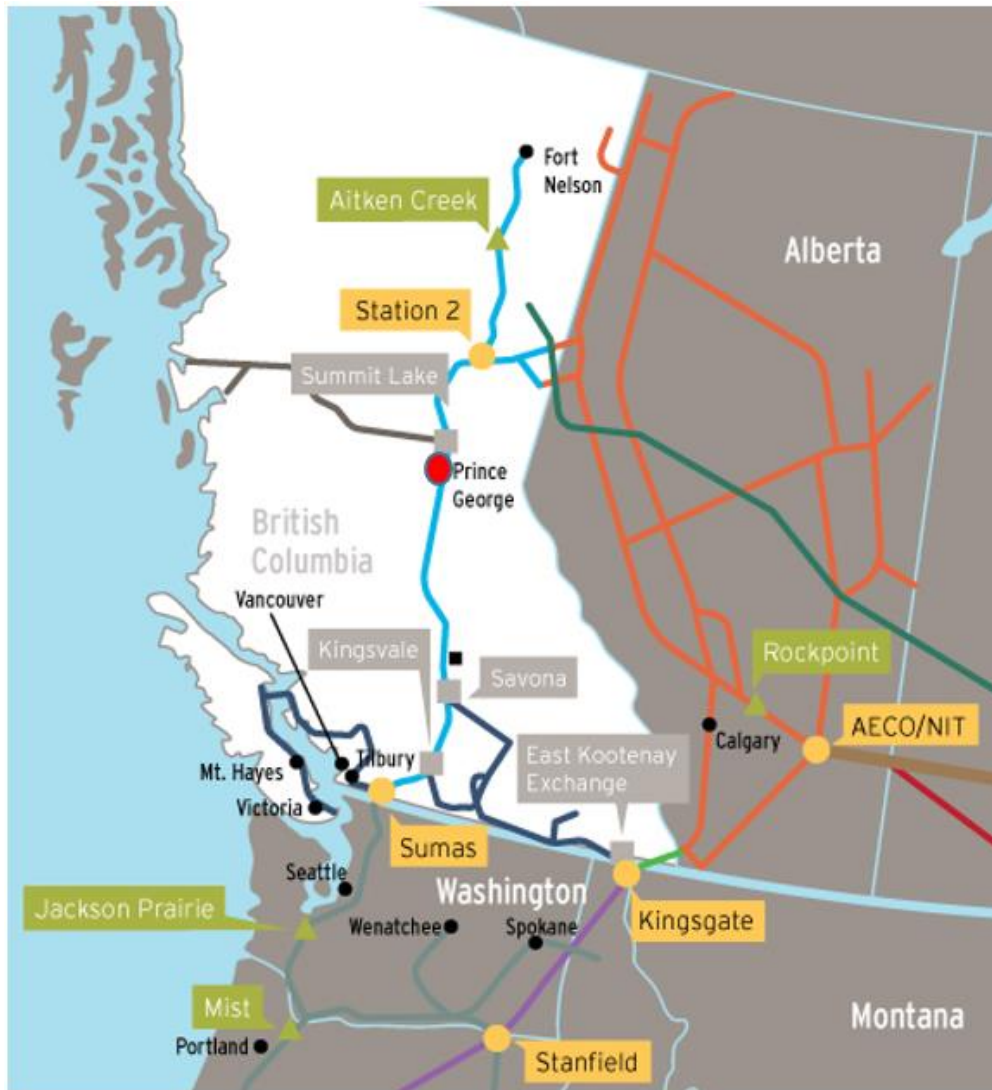 Fort
Nelson
Aitken Creek
Alberta
Station 2
Summit Lake
Prince
George
British
Columbia
Vancouver
Kingsvale
Savona
Rockpoint
AECO/NIT
Calgary
Tilbury
East Kootenay
Exchange
Mt. Hayes
Victoria
Sumas
Seattle
Washington
Kingsgate
Jackson Prairie
Wenatchee
Spokane
Mist
Montana
Portland
Stanfield